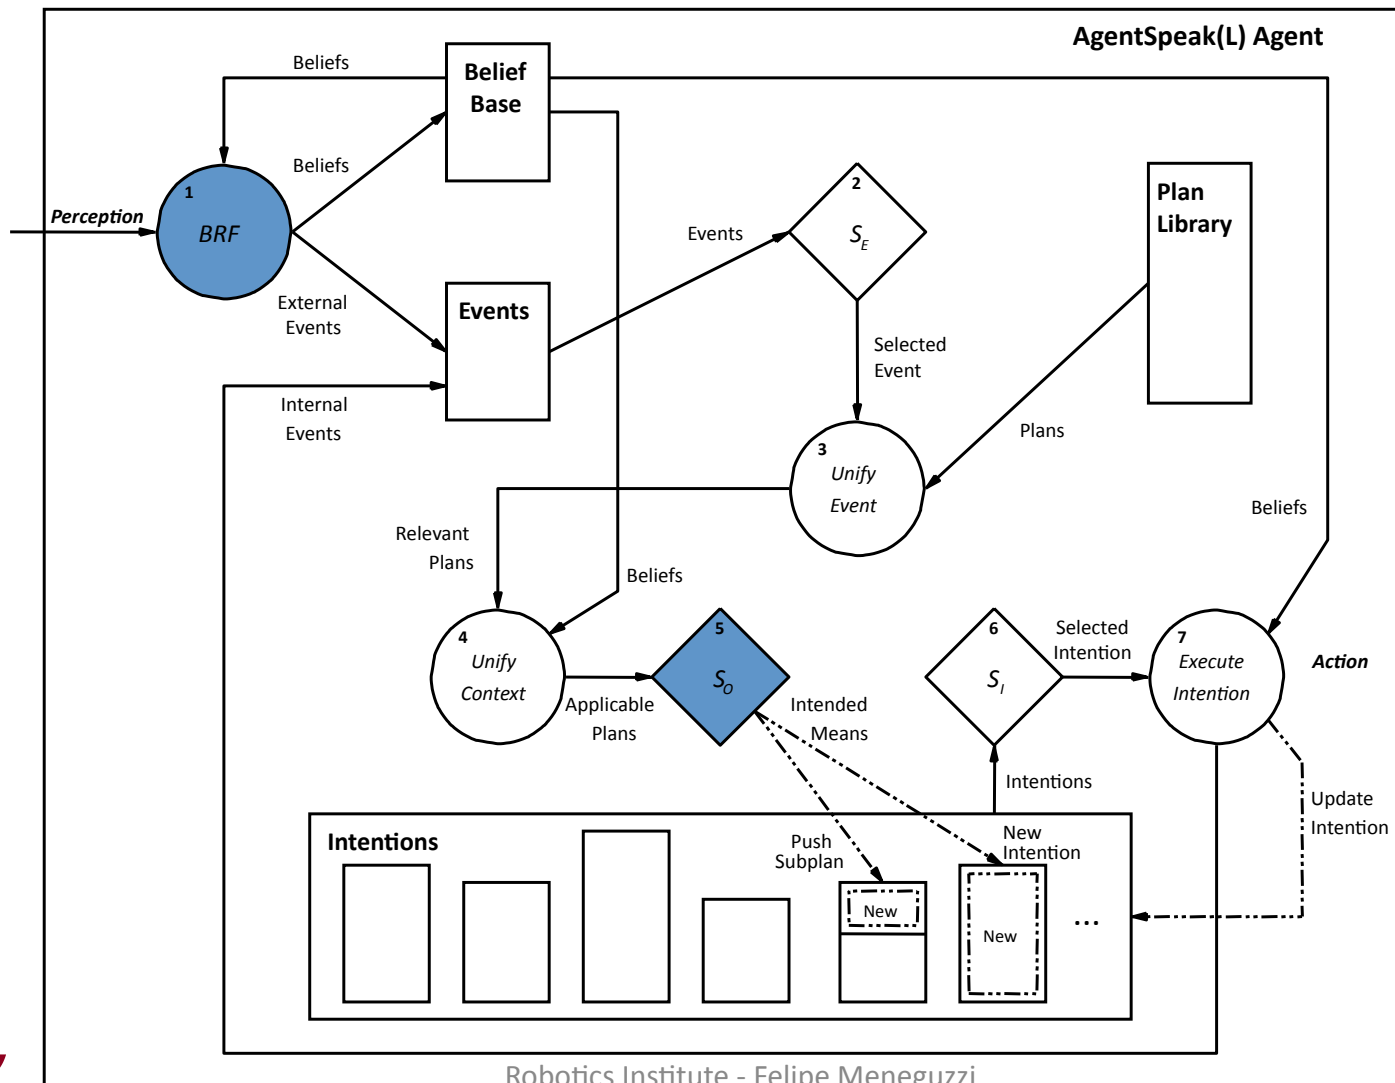 AgentSpeak(L) Agent
Beliefs
Belief
Base
Beliefs
1
BRF
Perception
2
S_E
Plan
Library
Events
External
Events
Events
Selected
Event
Internal
Events
Plans
3
Unify
Event
Relevant
Plans
Beliefs
Beliefs
4
Unify
Context
Applicable
Plans
5
S_O
Intended
Means
6
S_I
Selected
Intention
7
Execute
Intention
Action
Intentions
Update
Intention
Intentions
Push
Subplan
New
Intention
New
New
...
Robotics Institute - Felipe Meneguzzi